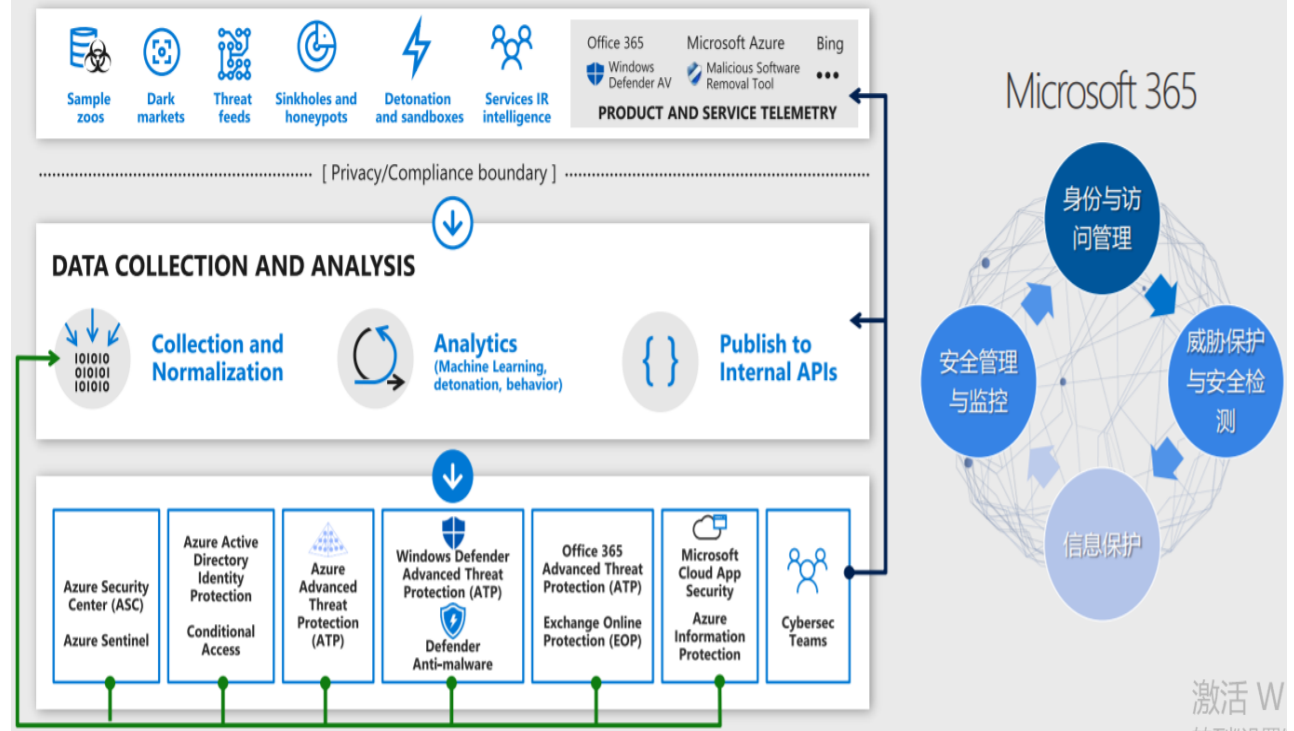 Office 365
Microsoft Azure
Bing
Windows
Defender AV
Malicious Software
Removal Tool
PRODUCT AND SERVICE TELEMETRY
Sample
zoos
Dark
markets
Threat
feeds
Sinkholes and
honeypots
Detonation
and sandboxes
Services IR
intelligence
[ Privacy/Compliance boundary ]
DATA COLLECTION AND ANALYSIS
IOIOIO
OIOIOI
IOIOIO
Collection and
Normalization
Analytics
(Machine Learning,
detonation, behavior)
{ }
Publish to
Internal APIs
Azure Security
Center (ASC)
Azure Sentinel
Azure Active
Directory
Identity
Protection
Conditional
Access
Azure
Advanced
Threat
Protection
(ATP)
Windows Defender
Advanced Threat
Protection (ATP)
Defender
Anti-malware
Office 365
Advanced Threat
Protection (ATP)
Exchange Online
Protection (EOP)
Microsoft
Cloud App
Security
Azure
Information
Protection
Cybersec
Teams
Microsoft 365
身份与访
问管理
威胁保护
与安全检
测
信息保护
安全管理
与监控
激活 W